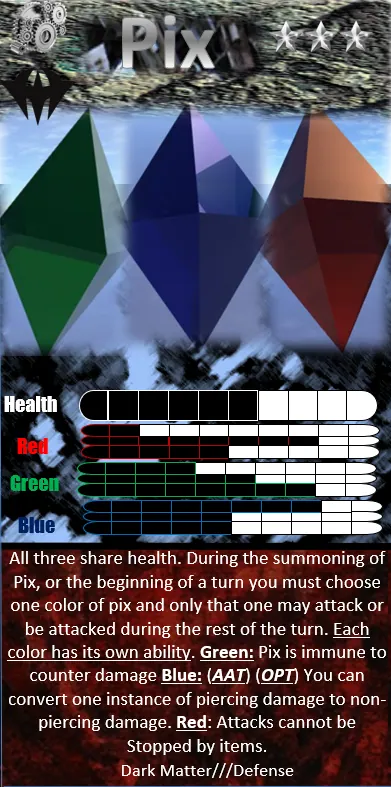 Pix
Health
Red
Green
Blue
All three share health. During the summoning of
Pix, or the beginning of a turn you must choose
one color of pix and only that one may attack or
be attacked during the rest of the turn. Each
color has its own ability. Green: Pix is immune to
counter damage Blue: (AAT) (OPT) You can
convert one instance of piercing damage to non-
piercing damage. Red: Attacks cannot be
Stopped by items.
Dark Matter///Defense